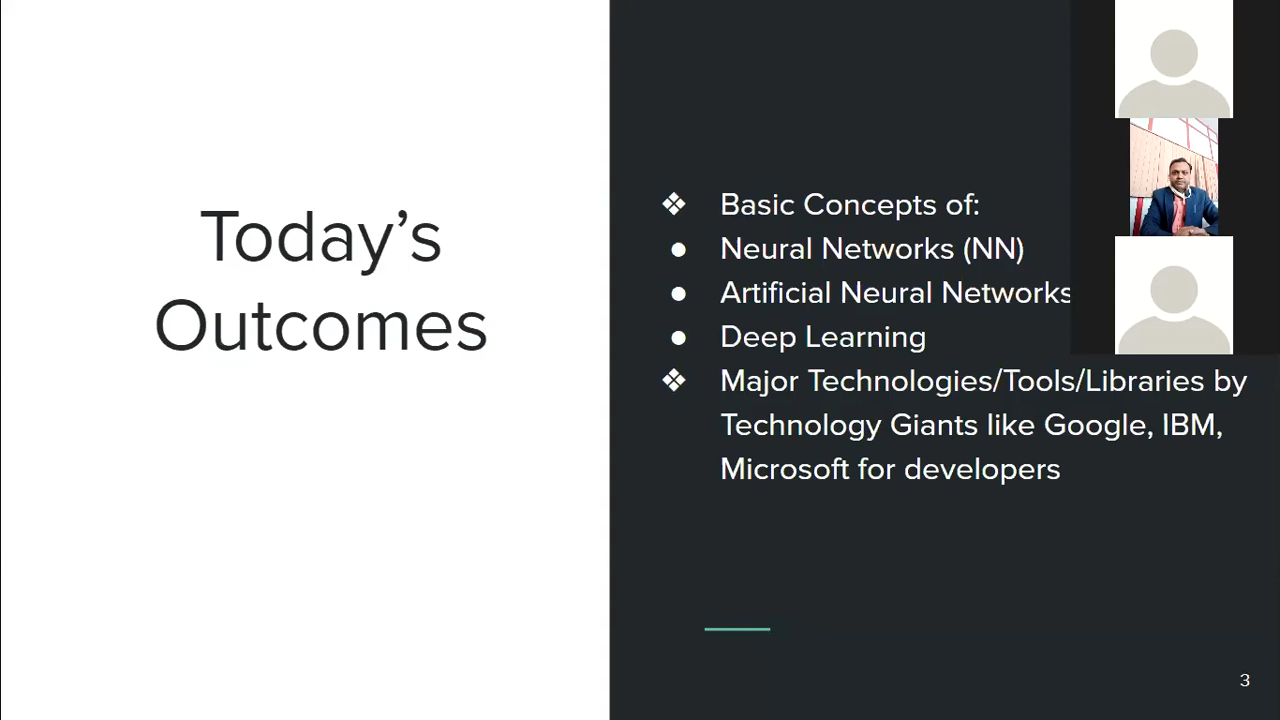 Today's
Outcomes
❖ Basic Concepts of:
● Neural Networks (NN)
● Artificial Neural Networks
● Deep Learning
❖ Major Technologies/Tools/Libraries by
Technology Giants like Google, IBM,
Microsoft for developers
3